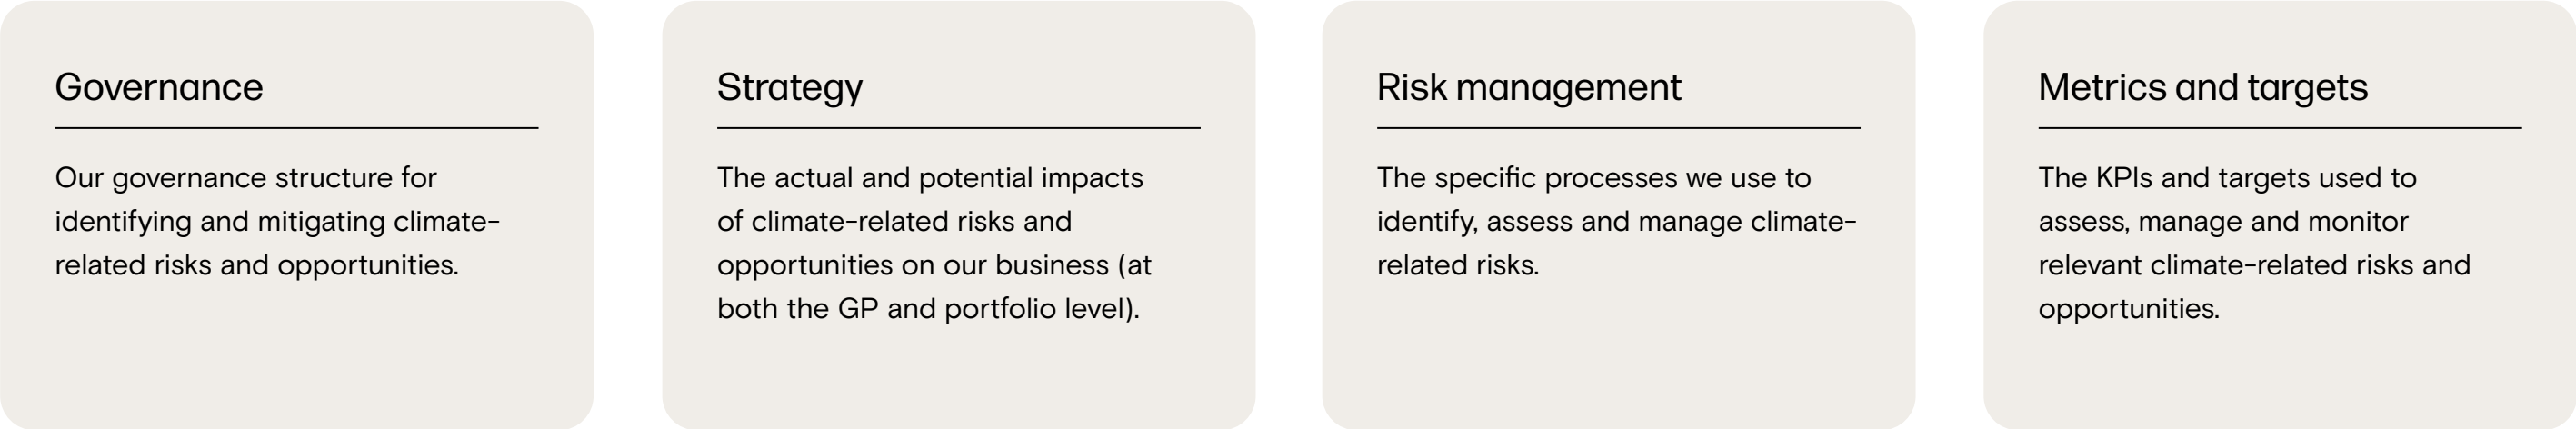 Governance
Our governance structure for
identifying and mitigating climate-
related risks and opportunities.
Strategy
The actual and potential impacts
of climate-related risks and
opportunities on our business (at
both the GP and portfolio level).
Risk management
The specific processes we use to
identify, assess and manage climate-
related risks.
Metrics and targets
The KPIs and targets used to
assess, manage and monitor
relevant climate-related risks and
opportunities.